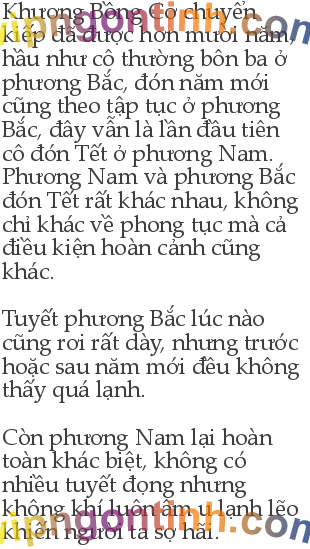 Khương Bồng Cơ chuyển
kiếp đã được hơn mười năm,
hầu như cô thường bôn ba ở
phương Bắc, đón năm mới
cũng theo tập tục ở phương
Bắc, đây vẫn là lần đầu tiên
cô đón Tết ở phương Nam.
Phương Nam và phương Bắc
đón Tết rất khác nhau, không
chỉ khác về phong tục mà cả
điều kiện hoàn cảnh cũng
khác.
Tuyết phương Bắc lúc nào
cũng rơi rất dày, nhưng trước
hoặc sau năm mới đều không
thấy quá lạnh.
Còn phương Nam lại hoàn
toàn khác biệt, không có
nhiều tuyết đọng nhưng
không khí luôn ẩm u lạnh lẽo
khiến người ta sợ hãi.
vipngontinh.com
vipngontinh.com